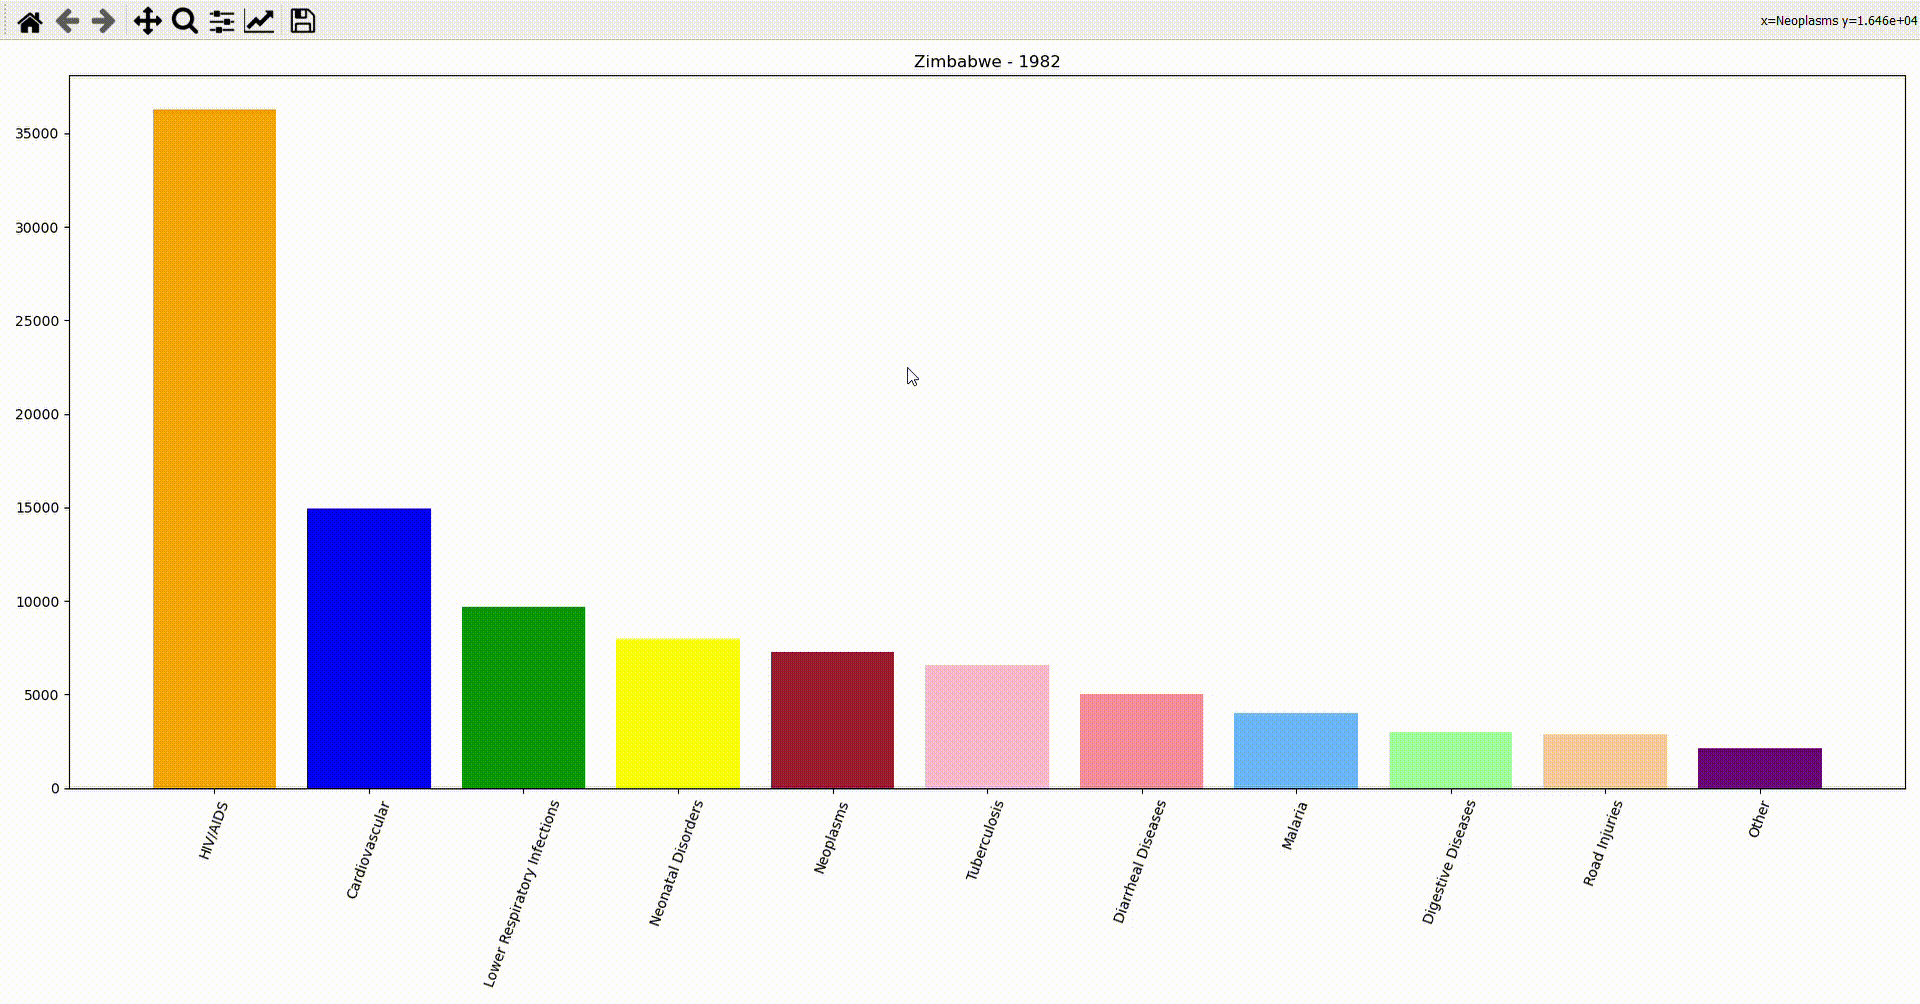 x=Neoplasms y=1.646e+04
Zimbabwe - 1982
35000
30000
25000
20000
15000
10000
5000
0
HIV/AIDS
Cardiovascular
Lower Respiratory Infections
Neonatal Disorders
Neoplasms
Tuberculosis
Diarrheal Diseases
Malaria
Digestive Diseases
Road Injuries
Other